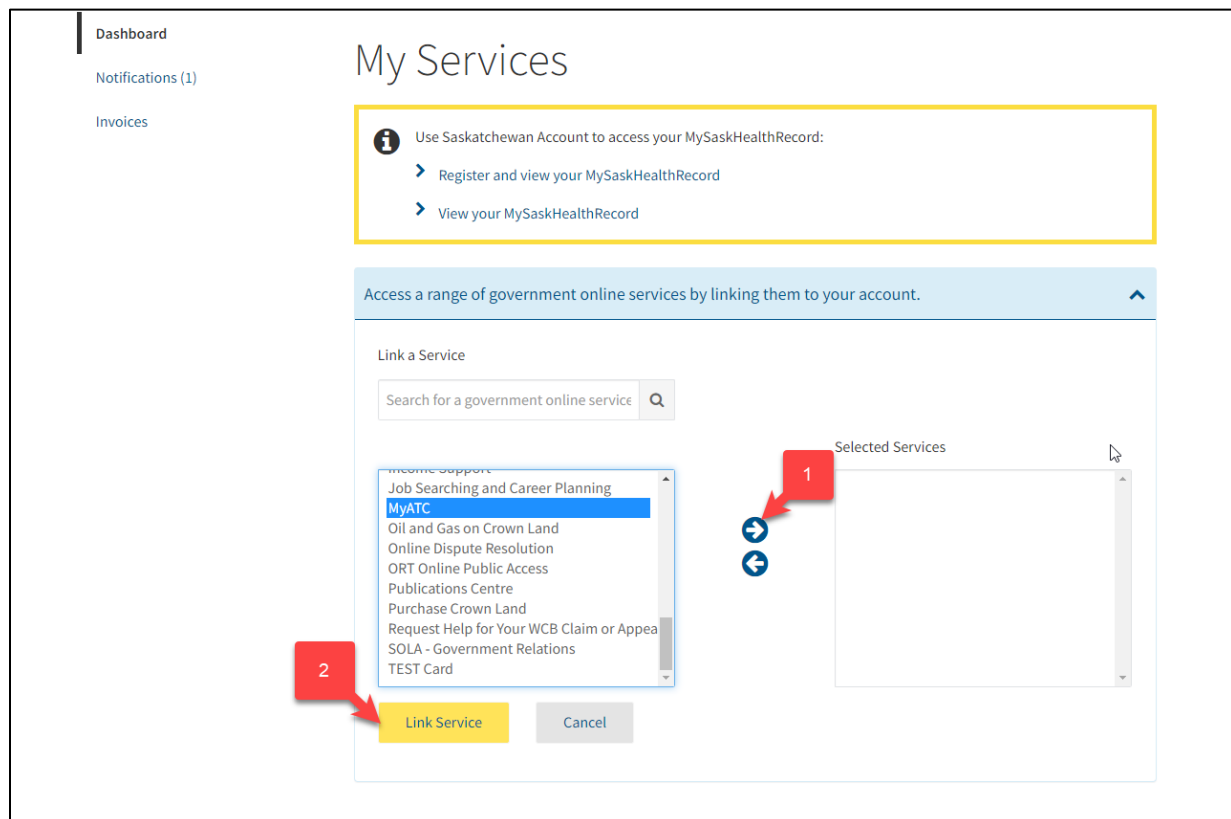 Dashboard
Notifications (1)
Invoices
My Services
Use Saskatchewan Account to access your MySaskHealthRecord:
Register and view your MySaskHealthRecord
View your MySaskHealthRecord
Access a range of government online services by linking them to your account.
Link a Service
Search for a government online service
Selected Services
Income Support
Job Searching and Career Planning
MyATC
Oil and Gas on Crown Land
Online Dispute Resolution
ORT Online Public Access
Publications Centre
Purchase Crown Land
Request Help for Your WCB Claim or Appea
SOLA - Government Relations
TEST Card
1
2
Link Service
Cancel